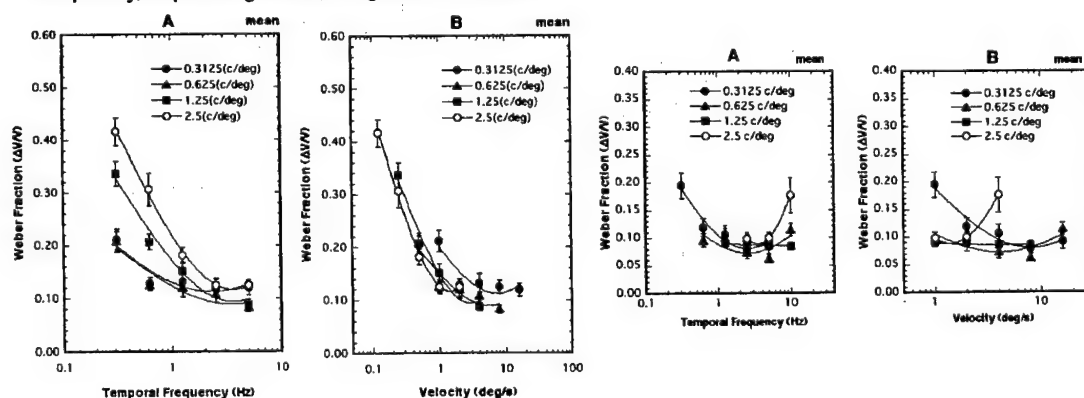 A mean
0.60
0.50
0.40
0.30
0.20
0.10
0.00
Weber Fraction (ΔV/V)
0.3125(c/deg)
0.625(c/deg)
1.25(c/deg)
2.5(c/deg)
0.1 1 10
Temporal Frequency (Hz)
B mean
0.60
0.50
0.40
0.30
0.20
0.10
0.00
Weber Fraction (ΔV/V)
0.3125(c/deg)
0.625(c/deg)
1.25(c/deg)
2.5(c/deg)
0.1 1 10 100
Velocity (deg/s)
A mean
0.40
0.35
0.30
0.25
0.20
0.15
0.10
0.05
0.00
Weber Fraction (ΔV/V)
0.3125 c/deg
0.625 c/deg
1.25 c/deg
2.5 c/deg
0.1 1 10
Temporal Frequency (Hz)
B mean
0.40
0.35
0.30
0.25
0.20
0.15
0.10
0.05
0.00
Weber Fraction (ΔV/V)
0.3125 c/deg
0.625 c/deg
1.25 c/deg
2.5 c/deg
1 10
Velocity (deg/s)